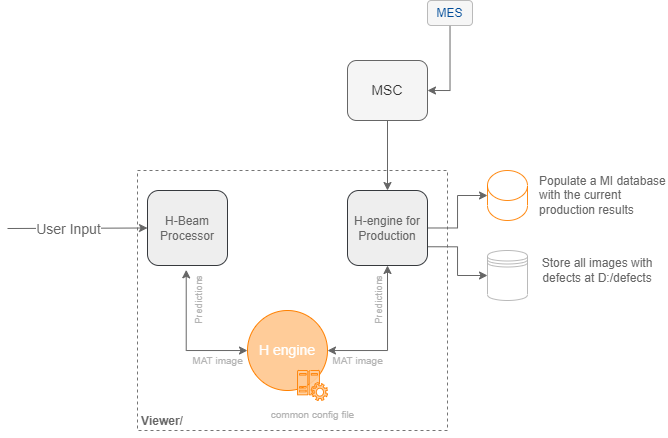 MES
MSC
H-Beam
Processor
H-engine for
Production
Populate a MI database
with the current
production results
User Input
Store all images with
defects at D:/defects
Predictions
Predictions
H engine
MAT image
MAT image
common config file
Viewer/